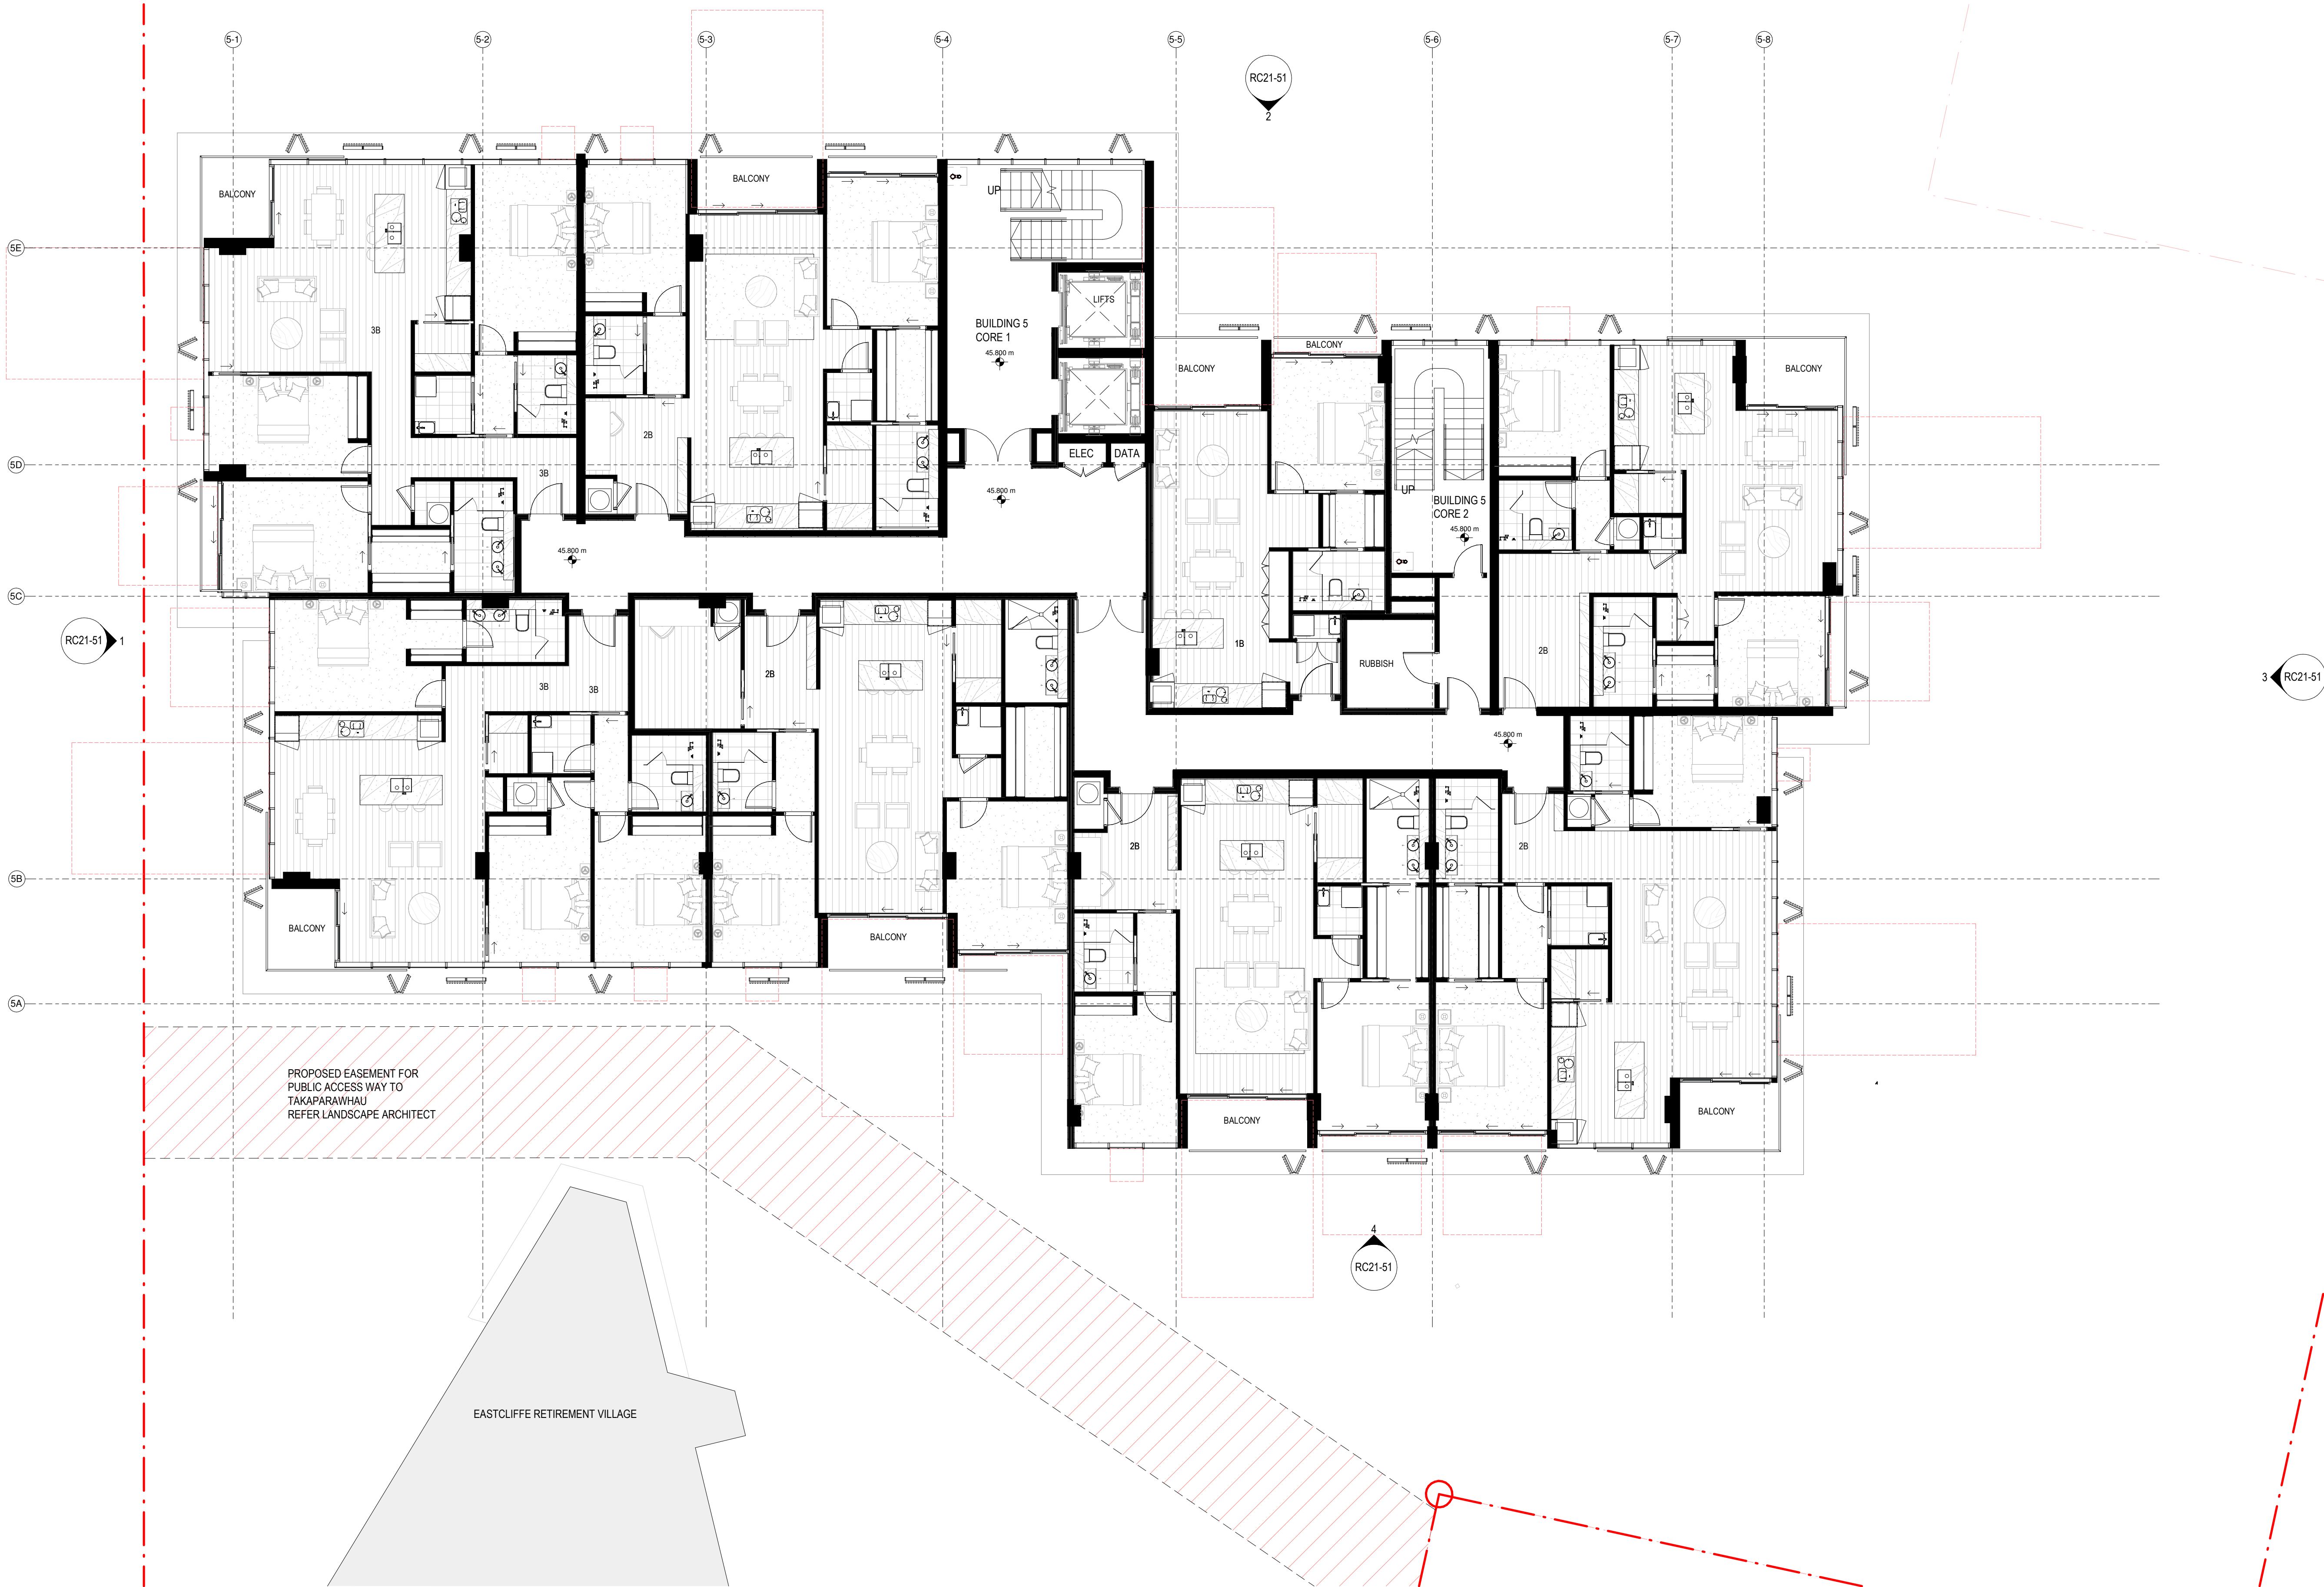 5-1
5-2
5-3
5-4
5-5
5-6
5-7
5-8
RC21-51
2
BALCONY
BALCONY
UP
5E
LIFTS
3B
BUILDING 5
CORE 1
45.800 m
BALCONY
BALCONY
BALCONY
2B
ELEC
DATA
5D
3B
UP
BUILDING 5
CORE 2
45.800 m
45.800 m
45.800 m
5C
RC21-51
1
1B
2B
RUBBISH
3B
3B
2B
3
RC21-51
45.800 m
2B
2B
5B
BALCONY
BALCONY
5A
PROPOSED EASEMENT FOR
PUBLIC ACCESS WAY TO
TAKAPARAWHAU
REFER LANDSCAPE ARCHITECT
BALCONY
BALCONY
4
RC21-51
EASTCLIFFE RETIREMENT VILLAGE